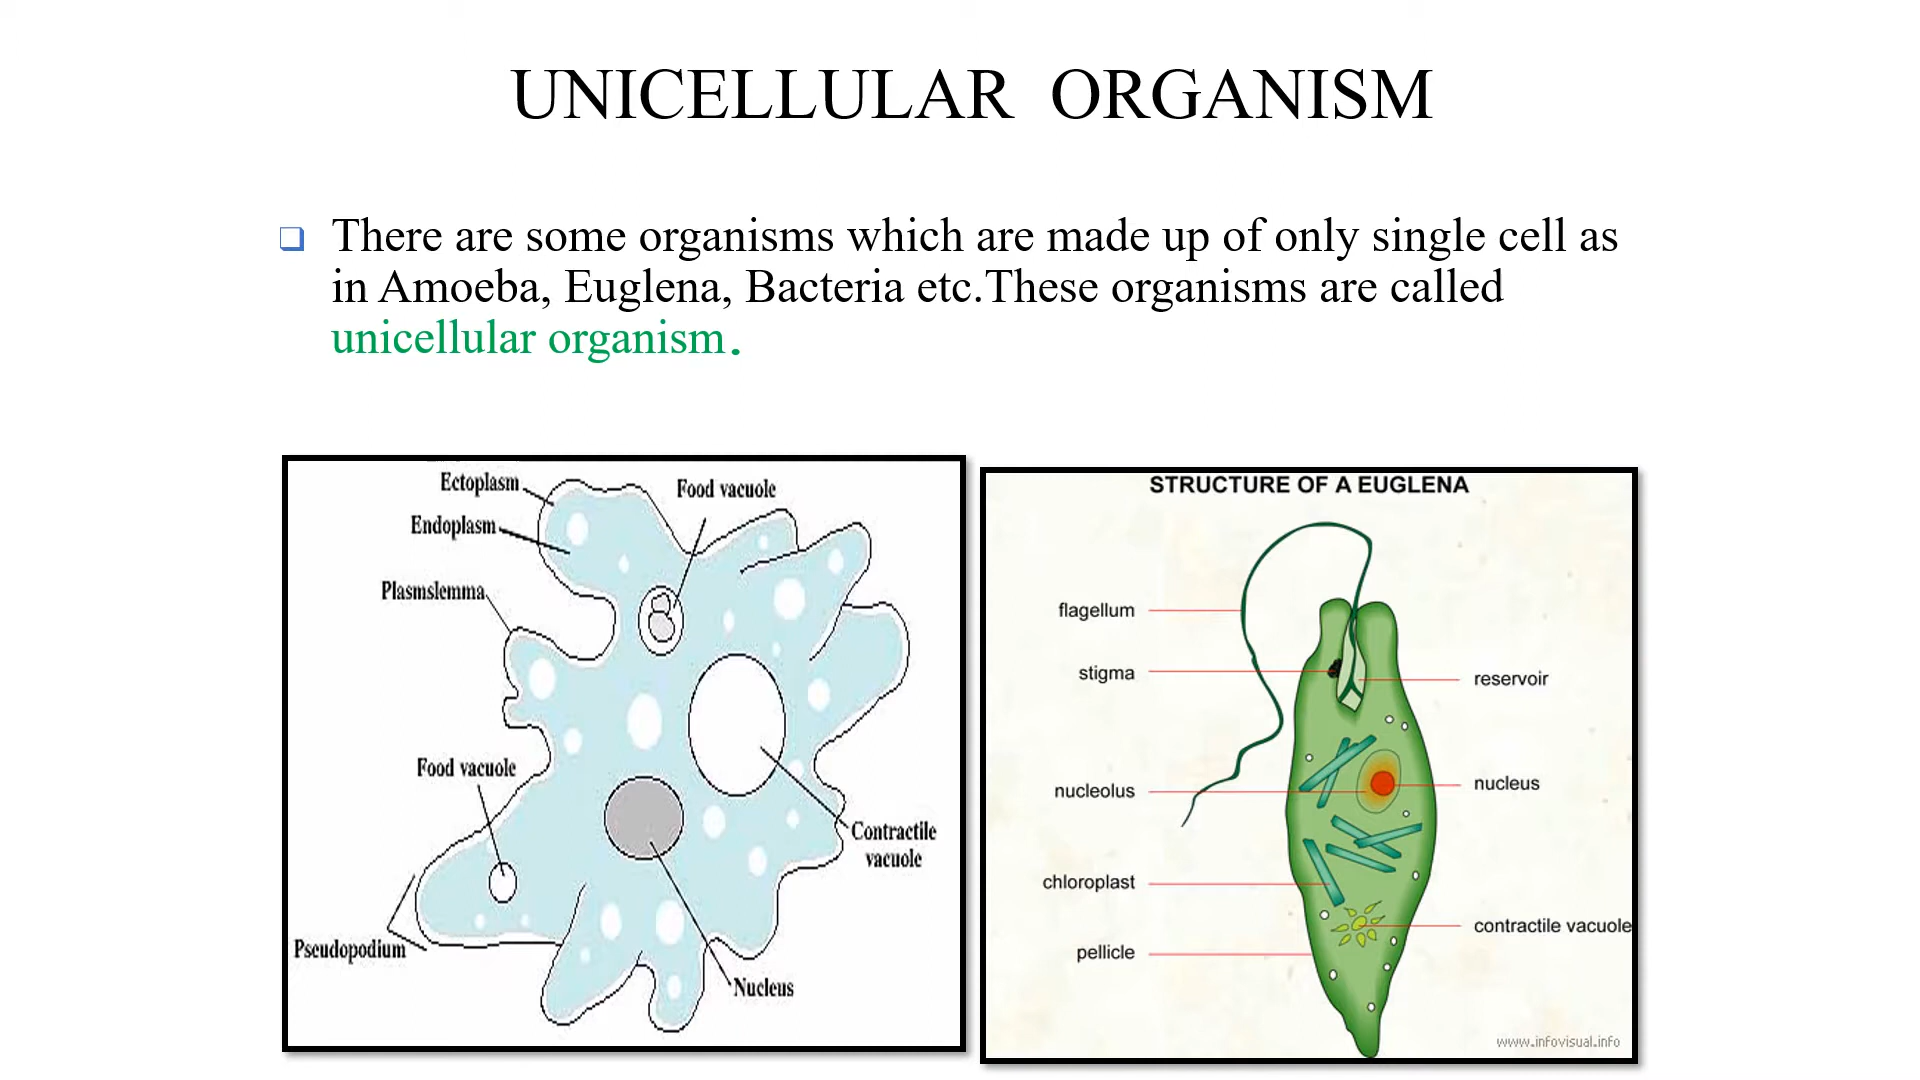 UNICELLULAR ORGANISM
There are some organisms which are made up of only single cell as
in Amoeba, Euglena, Bacteria etc.These organisms are called
unicellular organism.
Ectoplasm
Food vacuole
Endoplasm
Plasmslemma
Food vacuole
Contractile
vacuole
Pseudopodium
Nucleus
STRUCTURE OF A EUGLENA
flagellum
stigma
reservoir
nucleolus
nucleus
chloroplast
contractile vacuole
pellicle
www.infovisual.info